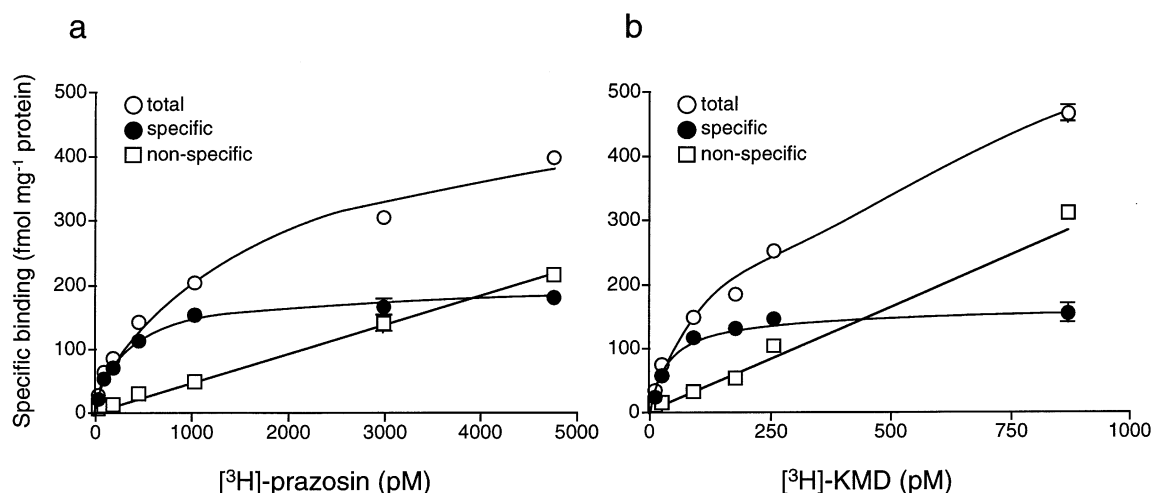 a
b
Specific binding (fmol mg⁻¹ protein)
500
400
300
200
100
0
total
specific
non-specific
0 1000 2000 3000 4000 5000
[³H]-prazosin (pM)
500
400
300
200
100
0
total
specific
non-specific
0 250 500 750 1000
[³H]-KMD (pM)